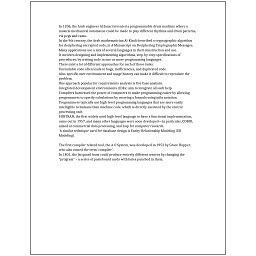 In 1206, the Arab engineer Al-Jazari invented a programmable drum machine where a
musical mechanical automaton could be made to play different rhythms and drum patterns,
via pegs and cams.
In the 9th century, the Arab mathematician Al-Kindi described a cryptographic algorithm
for deciphering encrypted code, in A Manuscript on Deciphering Cryptographic Messages.
Many applications use a mix of several languages in their construction and use.
It involves designing and implementing algorithms, step-by-step specifications of
procedures, by writing code in one or more programming languages.
There exist a lot of different approaches for each of those tasks.
Unreadable code often leads to bugs, inefficiencies, and duplicated code.
Also, specific user environment and usage history can make it difficult to reproduce the
problem.
One approach popular for requirements analysis is Use Case analysis.
Integrated development environments (IDEs) aim to integrate all such help.
Compilers harnessed the power of computers to make programming easier by allowing
programmers to specify calculations by entering a formula using infix notation.
Programmers typically use high-level programming languages that are more easily
intelligible to humans than machine code, which is directly executed by the central
processing unit.
FORTRAN, the first widely used high-level language to have a functional implementation,
came out in 1957, and many other languages were soon developed—in particular, COBOL
aimed at commercial data processing, and Lisp for computer research.
A similar technique used for database design is Entity-Relationship Modeling (ER
Modeling).
The first compiler related tool, the A-0 System, was developed in 1952 by Grace Hopper,
who also coined the term 'compiler'.
In 1801, the Jacquard loom could produce entirely different weaves by changing the
"program" - a series of pasteboard cards with holes punched in them.